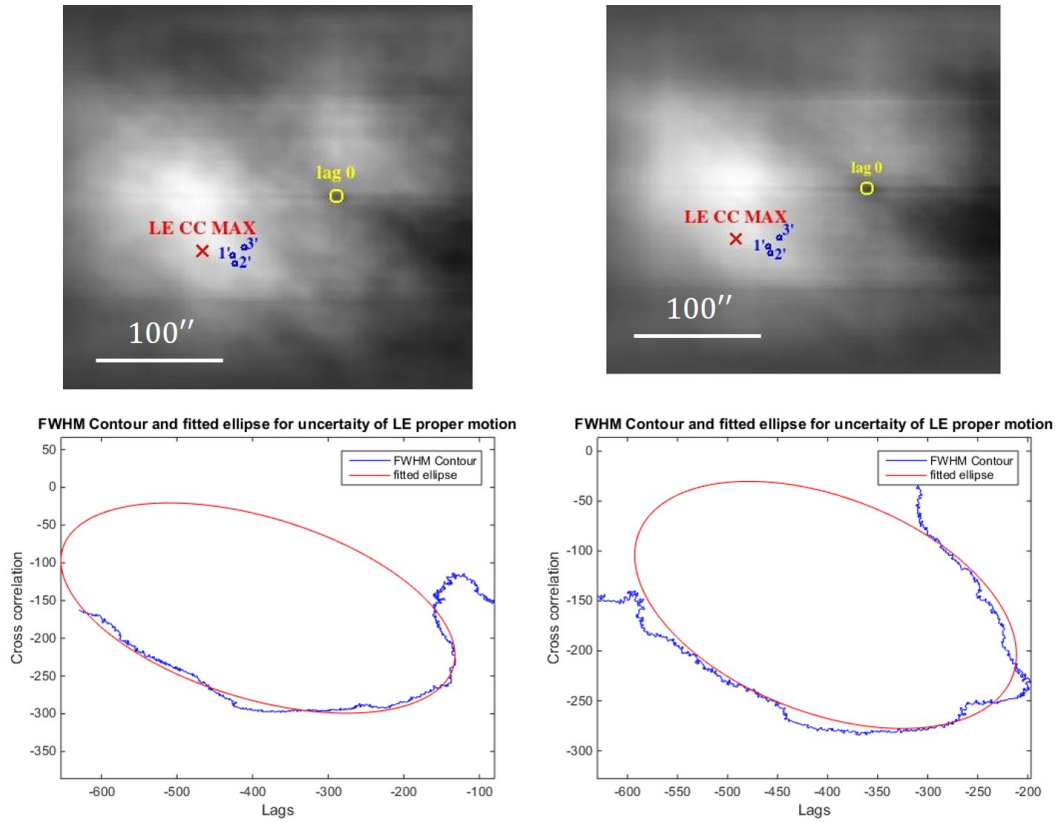 lag 0
LE CC MAX
1'
3'
2'
100′′
lag 0
LE CC MAX
3'
1'
2'
100′′
FWHM Contour and fitted ellipse for uncertaity of LE proper motion
FWHM Contour
fitted ellipse
50
0
-50
-100
-150
-200
-250
-300
-350
Cross correlation
-600
-500
-400
-300
-200
-100
Lags
FWHM Contour and fitted ellipse for uncertaity of LE proper motion
FWHM Contour
fitted ellipse
0
-50
-100
-150
-200
-250
-300
Cross correlation
-600
-550
-500
-450
-400
-350
-300
-250
-200
Lags